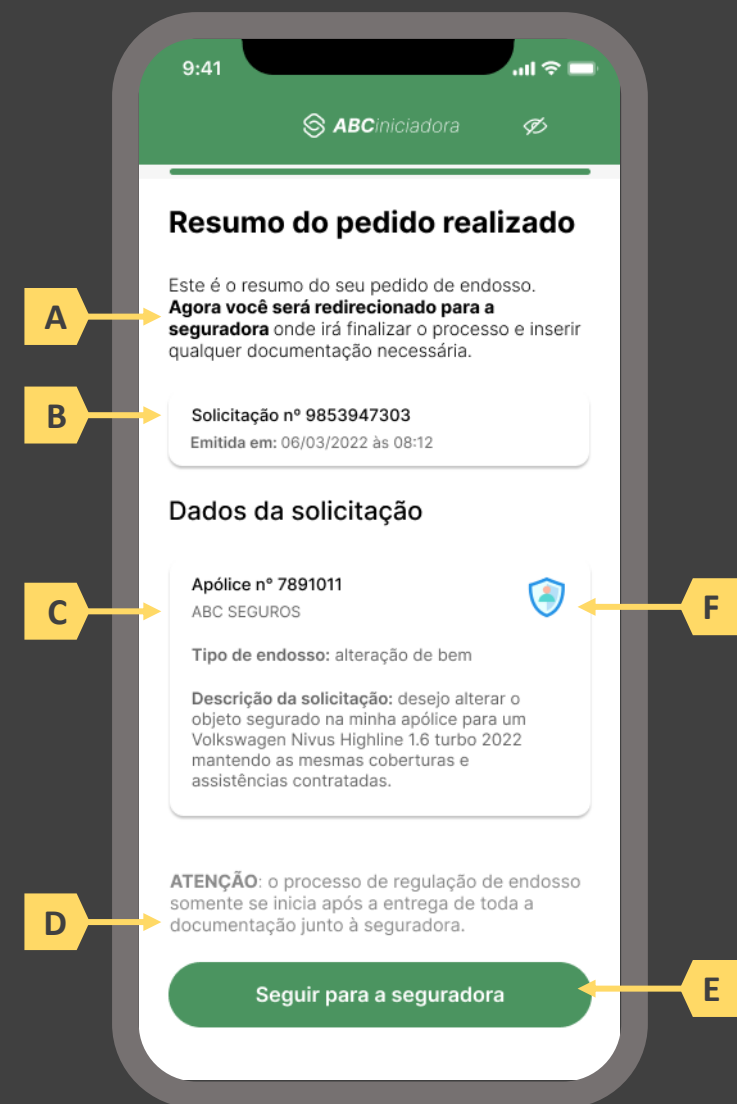 9:41
ABCiniciadora
Resumo do pedido realizado
Este é o resumo do seu pedido de endosso.
A
Agora você será redirecionado para a
seguradora onde irá finalizar o processo e inserir
qualquer documentação necessária.
B
Solicitação nº 9853947303
Emitida em: 06/03/2022 às 08:12
Dados da solicitação
Apólice n° 7891011
C
ABC SEGUROS
F
Tipo de endosso: alteração de bem
Descrição da solicitação: desejo alterar o
objeto segurado na minha apólice para um
Volkswagen Nivus Highline 1.6 turbo 2022
mantendo as mesmas coberturas e
assistências contratadas.
ATENÇÃO: o processo de regulação de endosso
somente se inicia após a entrega de toda a
D
documentação junto à seguradora.
Seguir para a seguradora
E